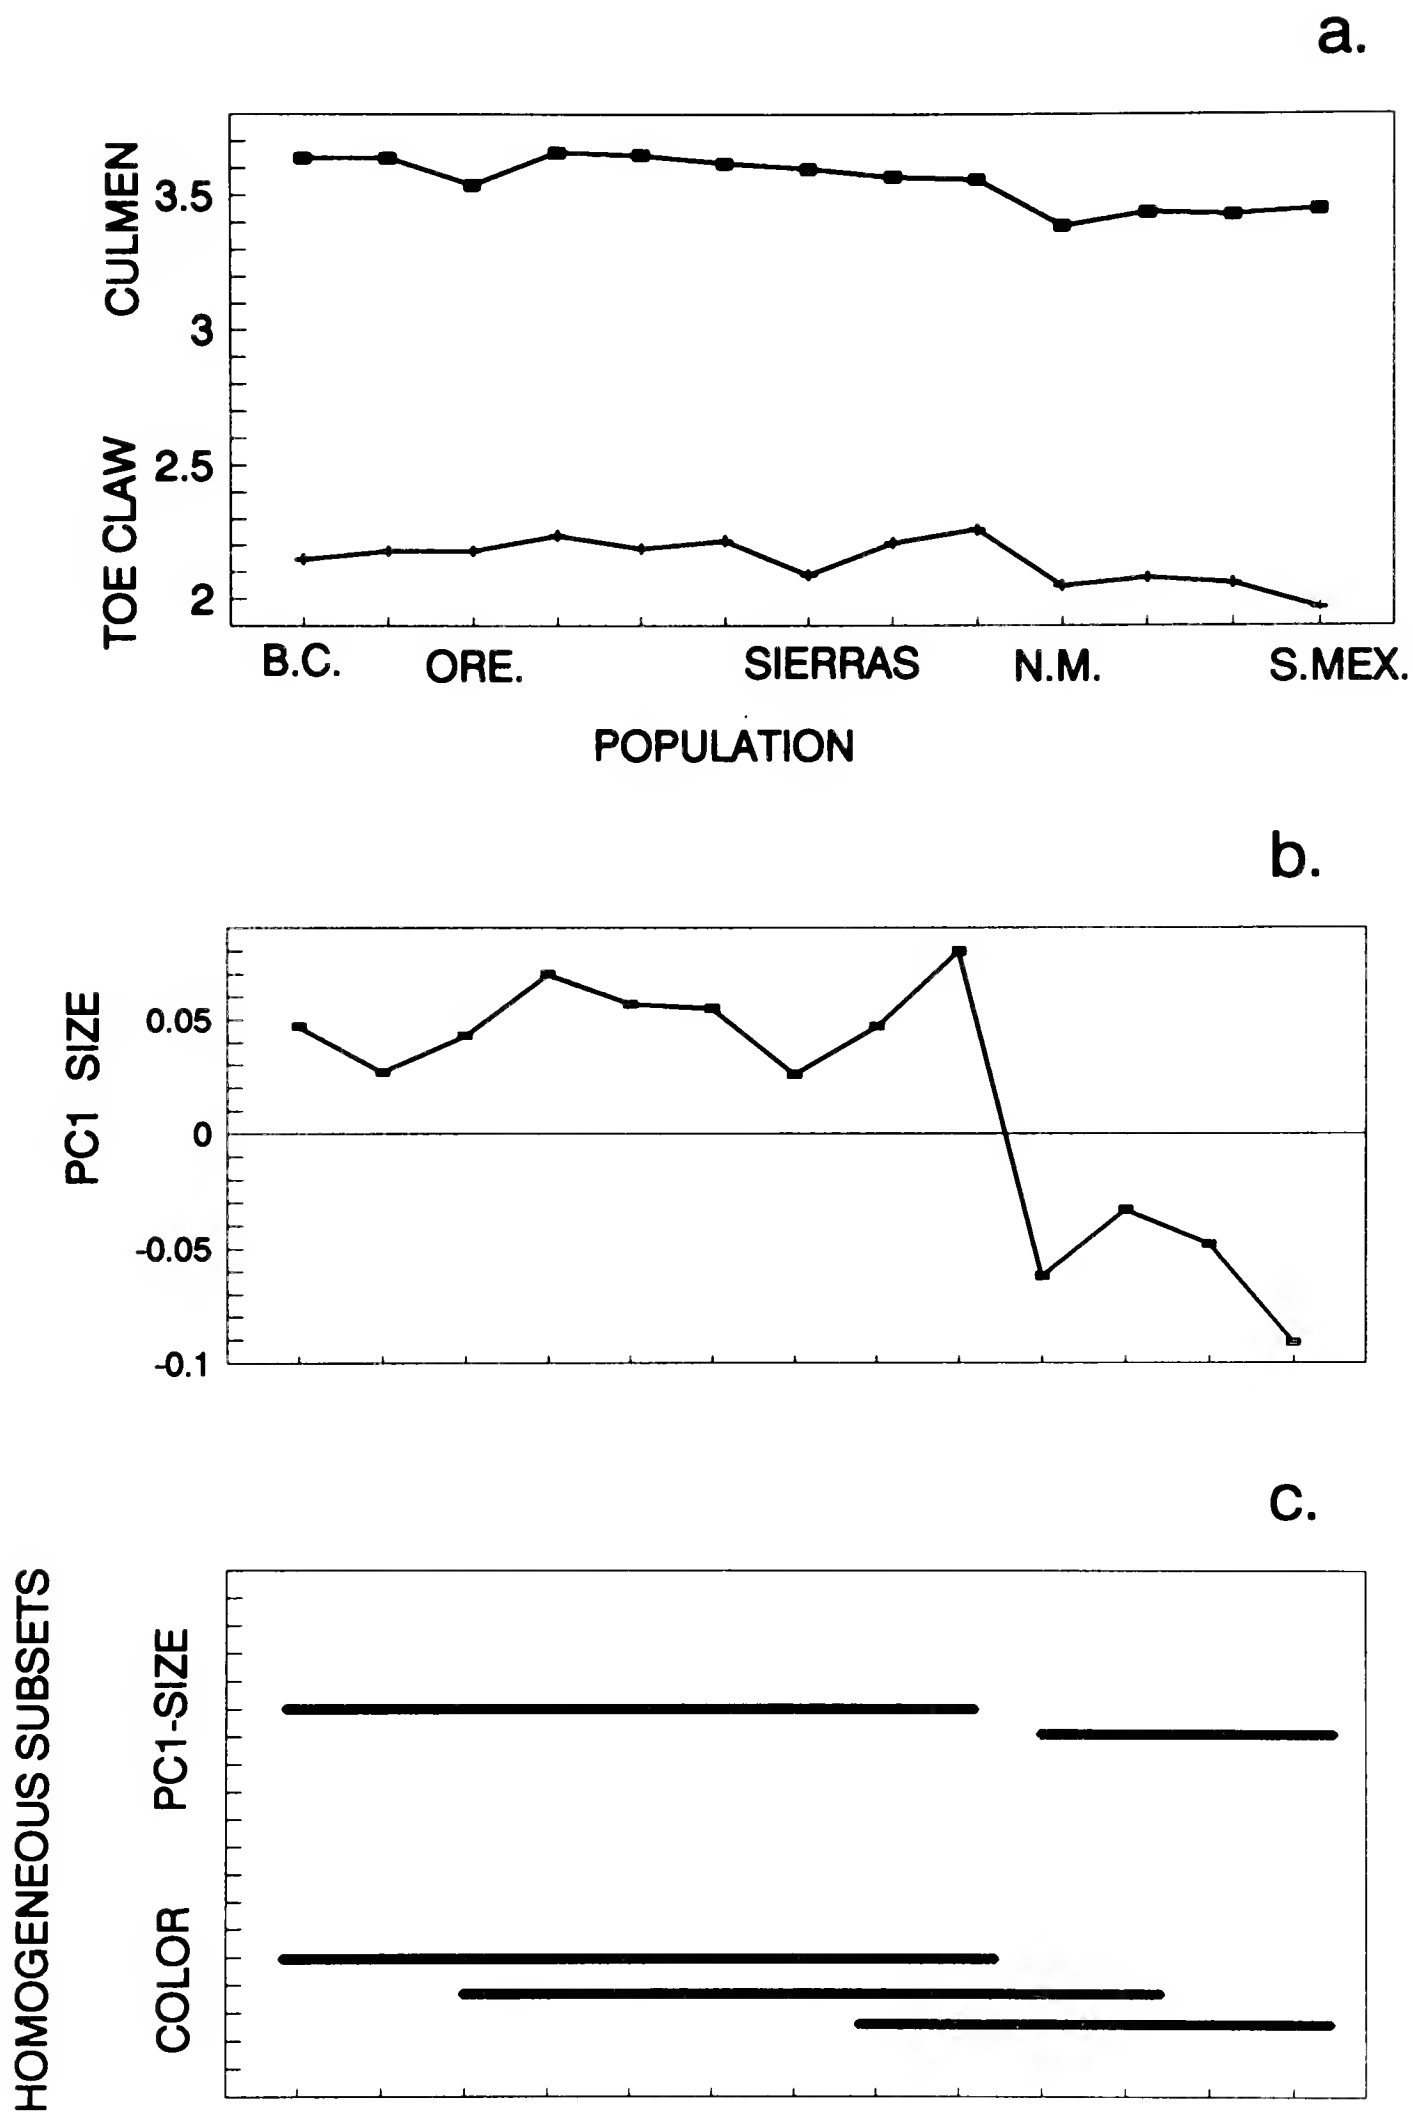 a.
CULMEN
TOE CLAW
3.5
3
2.5
2
B.C. ORE. SIERRAS N.M. S.MEX.
POPULATION
b.
PC1 SIZE
0.05
0
-0.05
-0.1
c.
HOMOGENEOUS SUBSETS
PC1-SIZE
COLOR